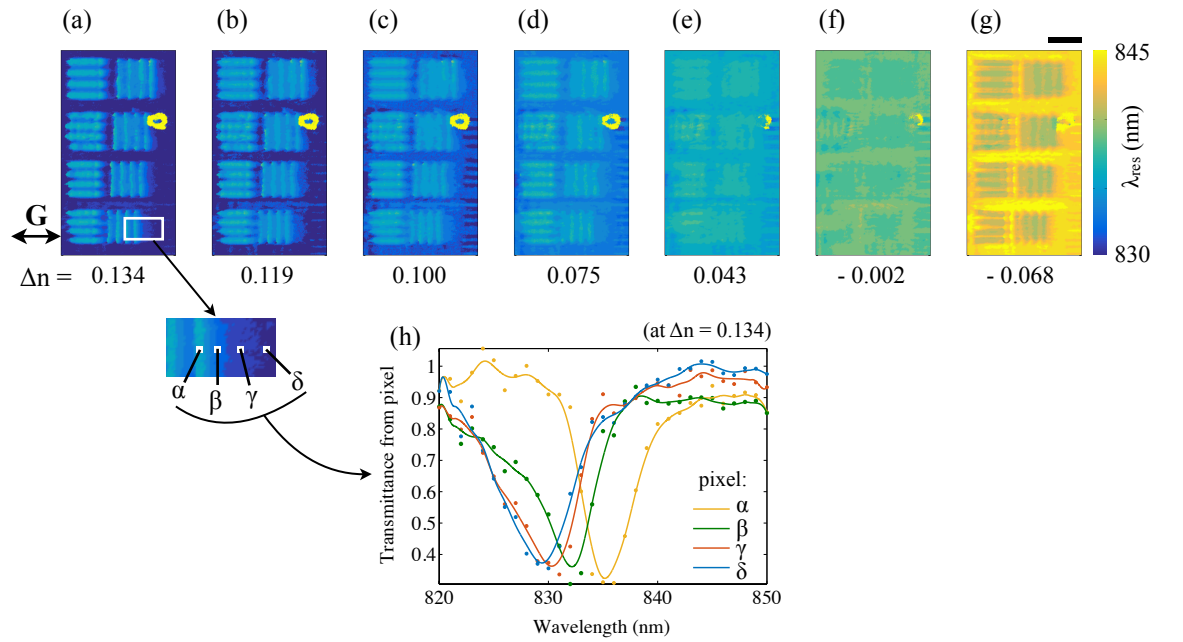 (a) (b) (c) (d) (e) (f) (g)
845
λres (nm)
830
G
Δn = 0.134 0.119 0.100 0.075 0.043 - 0.002 - 0.068
α β γ δ
(h) (at Δn = 0.134)
Transmittance from pixel
1
0.9
0.8
0.7
0.6
0.5
0.4
820 830 840 850
Wavelength (nm)
pixel:
α
β
γ
δ